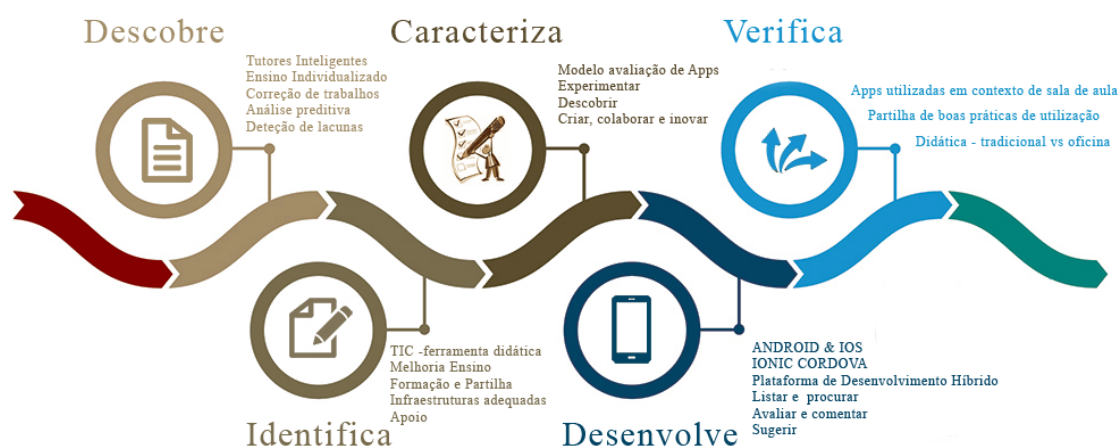 Descobre
Tutores Inteligentes
Ensino Individualizado
Correção de trabalhos
Análise preditiva
Deteção de lacunas
Identifica
TIC -ferramenta didática
Melhoria Ensino
Formação e Partilha
Infraestruturas adequadas
Apoio
Caracteriza
Modelo avaliação de Apps
Experimentar
Descobrir
Criar, colaborar e inovar
Desenvolve
ANDROID & IOS
IONIC CORDOVA
Plataforma de Desenvolvimento Híbrido
Listar e procurar
Avaliar e comentar
Sugerir
Verifica
Apps utilizadas em contexto de sala de aula
Partilha de boas práticas de utilização
Didática - tradicional vs oficina